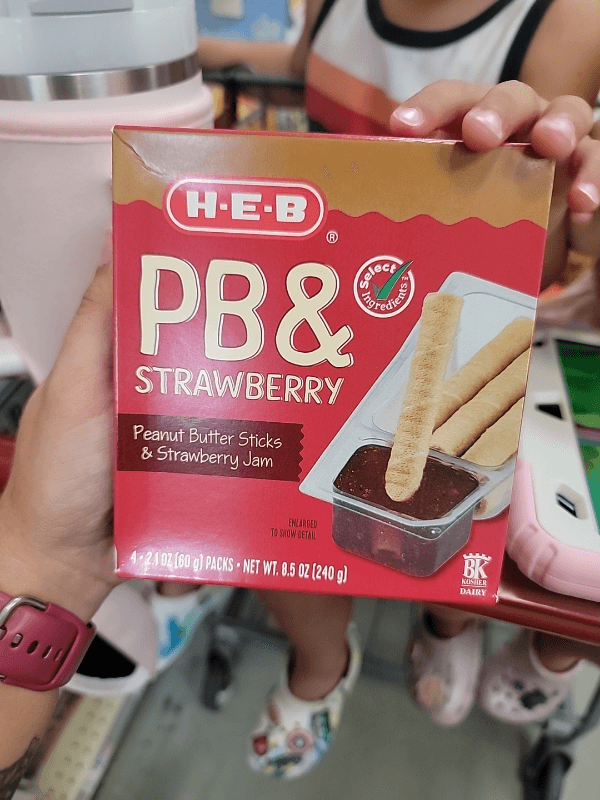 H-E-B
®
PB &
STRAWBERRY
Select
Ingredients™
Peanut Butter Sticks
& Strawberry Jam
ENLARGED
TO SHOW DETAIL
4 - 2.1 OZ (60 g) PACKS • NET WT. 8.5 OZ (240 g)
BK
KOSHER
DAIRY